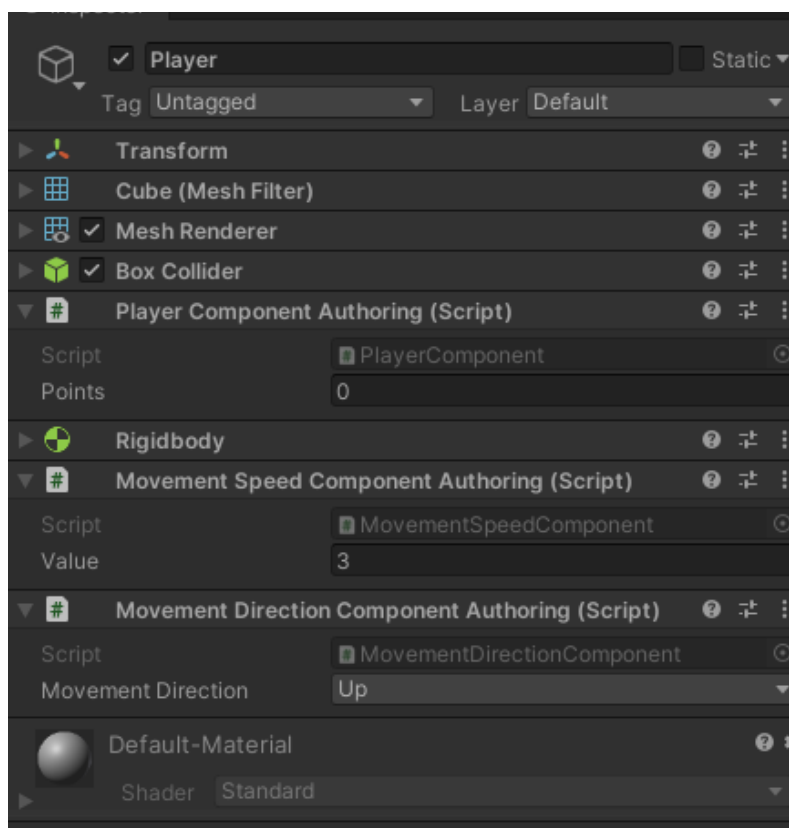 Inspector
Player Static
Tag Untagged Layer Default
Transform
Cube (Mesh Filter)
Mesh Renderer
Box Collider
# Player Component Authoring (Script)
Script # PlayerComponent
Points 0
Rigidbody
# Movement Speed Component Authoring (Script)
Script # MovementSpeedComponent
Value 3
# Movement Direction Component Authoring (Script)
Script # MovementDirectionComponent
Movement Direction Up
Default-Material
Shader Standard